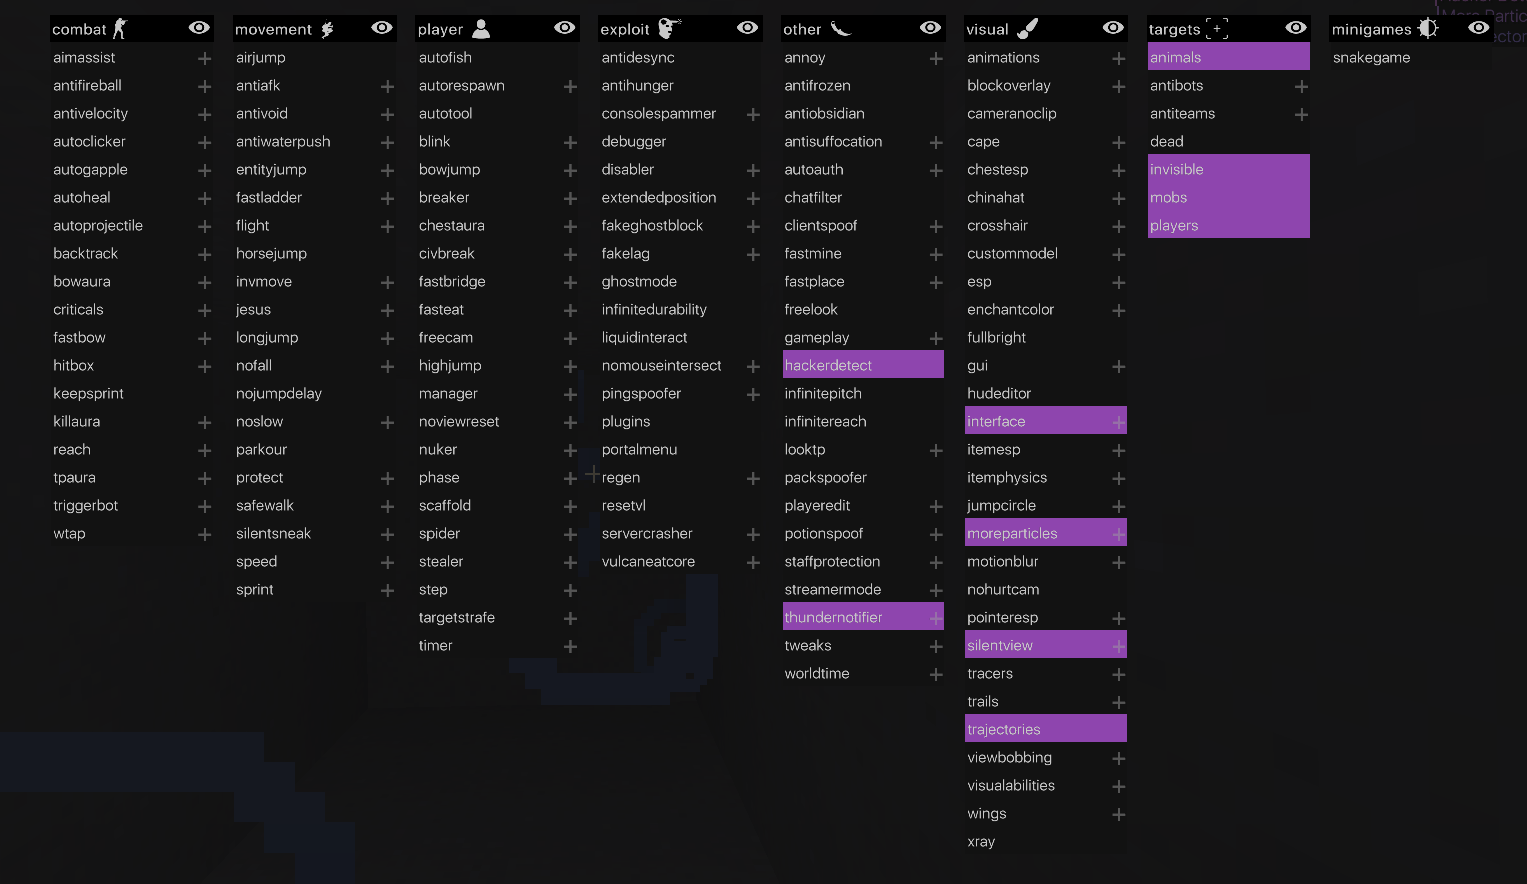 combat
aimassist
antifireball
antivelocity
autoclicker
autogapple
autoheal
autoprojectile
backtrack
bowaura
criticals
fastbow
hitbox
keepsprint
killaura
reach
tpaura
triggerbot
wtap
movement
airjump
antiafk
antivoid
antiwaterpush
entityjump
fastladder
flight
horsejump
invmove
jesus
longjump
nofall
nojumpdelay
noslow
parkour
protect
safewalk
silentsneak
speed
sprint
player
autofish
autorespawn
autotool
blink
bowjump
breaker
chestaura
civbreak
fastbridge
fasteat
freecam
highjump
manager
noviewreset
nuker
phase
scaffold
spider
stealer
step
targetstrafe
timer
exploit
antidesync
antihunger
consolespammer
debugger
disabler
extendedposition
fakeghostblock
fakelag
ghostmode
infinitedurability
liquidinteract
nomouseintersect
pingspoofer
plugins
portalmenu
regen
resetvl
servercrasher
vulcaneatcore
other
annoy
antifrozen
antiobsidian
antisuffocation
autoauth
chatfilter
clientspoof
fastmine
fastplace
freelook
gameplay
hackerdetect
infinitepitch
infinitereach
looktp
packspoofer
playeredit
potionspoof
staffprotection
streamermode
thundernotifier
tweaks
worldtime
visual
animations
blockoverlay
cameranoclip
cape
chestesp
chinahat
crosshair
custommodel
esp
enchantcolor
fullbright
gui
hudeditor
interface
itemesp
itemphysics
jumpcircle
moreparticles
motionblur
nohurtcam
pointeresp
silentview
tracers
trails
trajectories
viewbobbing
visualabilities
wings
xray
targets
animals
antibots
antiteams
dead
invisible
mobs
players
minigames
snakegame